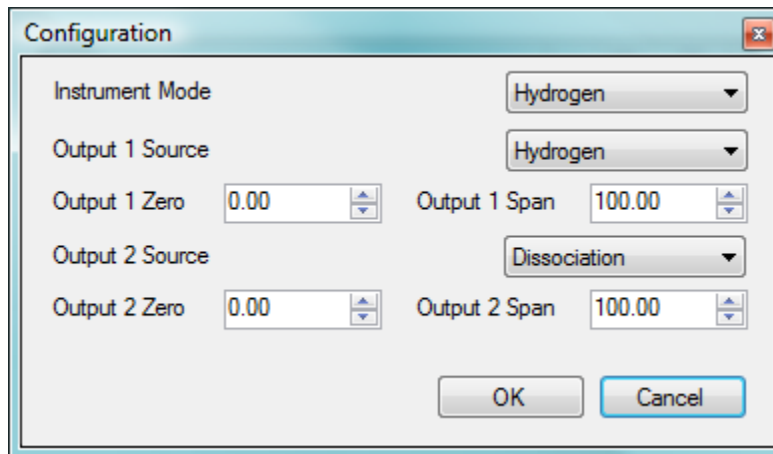 Configuration
Instrument Mode Hydrogen
Output 1 Source Hydrogen
Output 1 Zero 0.00 Output 1 Span 100.00
Output 2 Source Dissociation
Output 2 Zero 0.00 Output 2 Span 100.00
OK Cancel